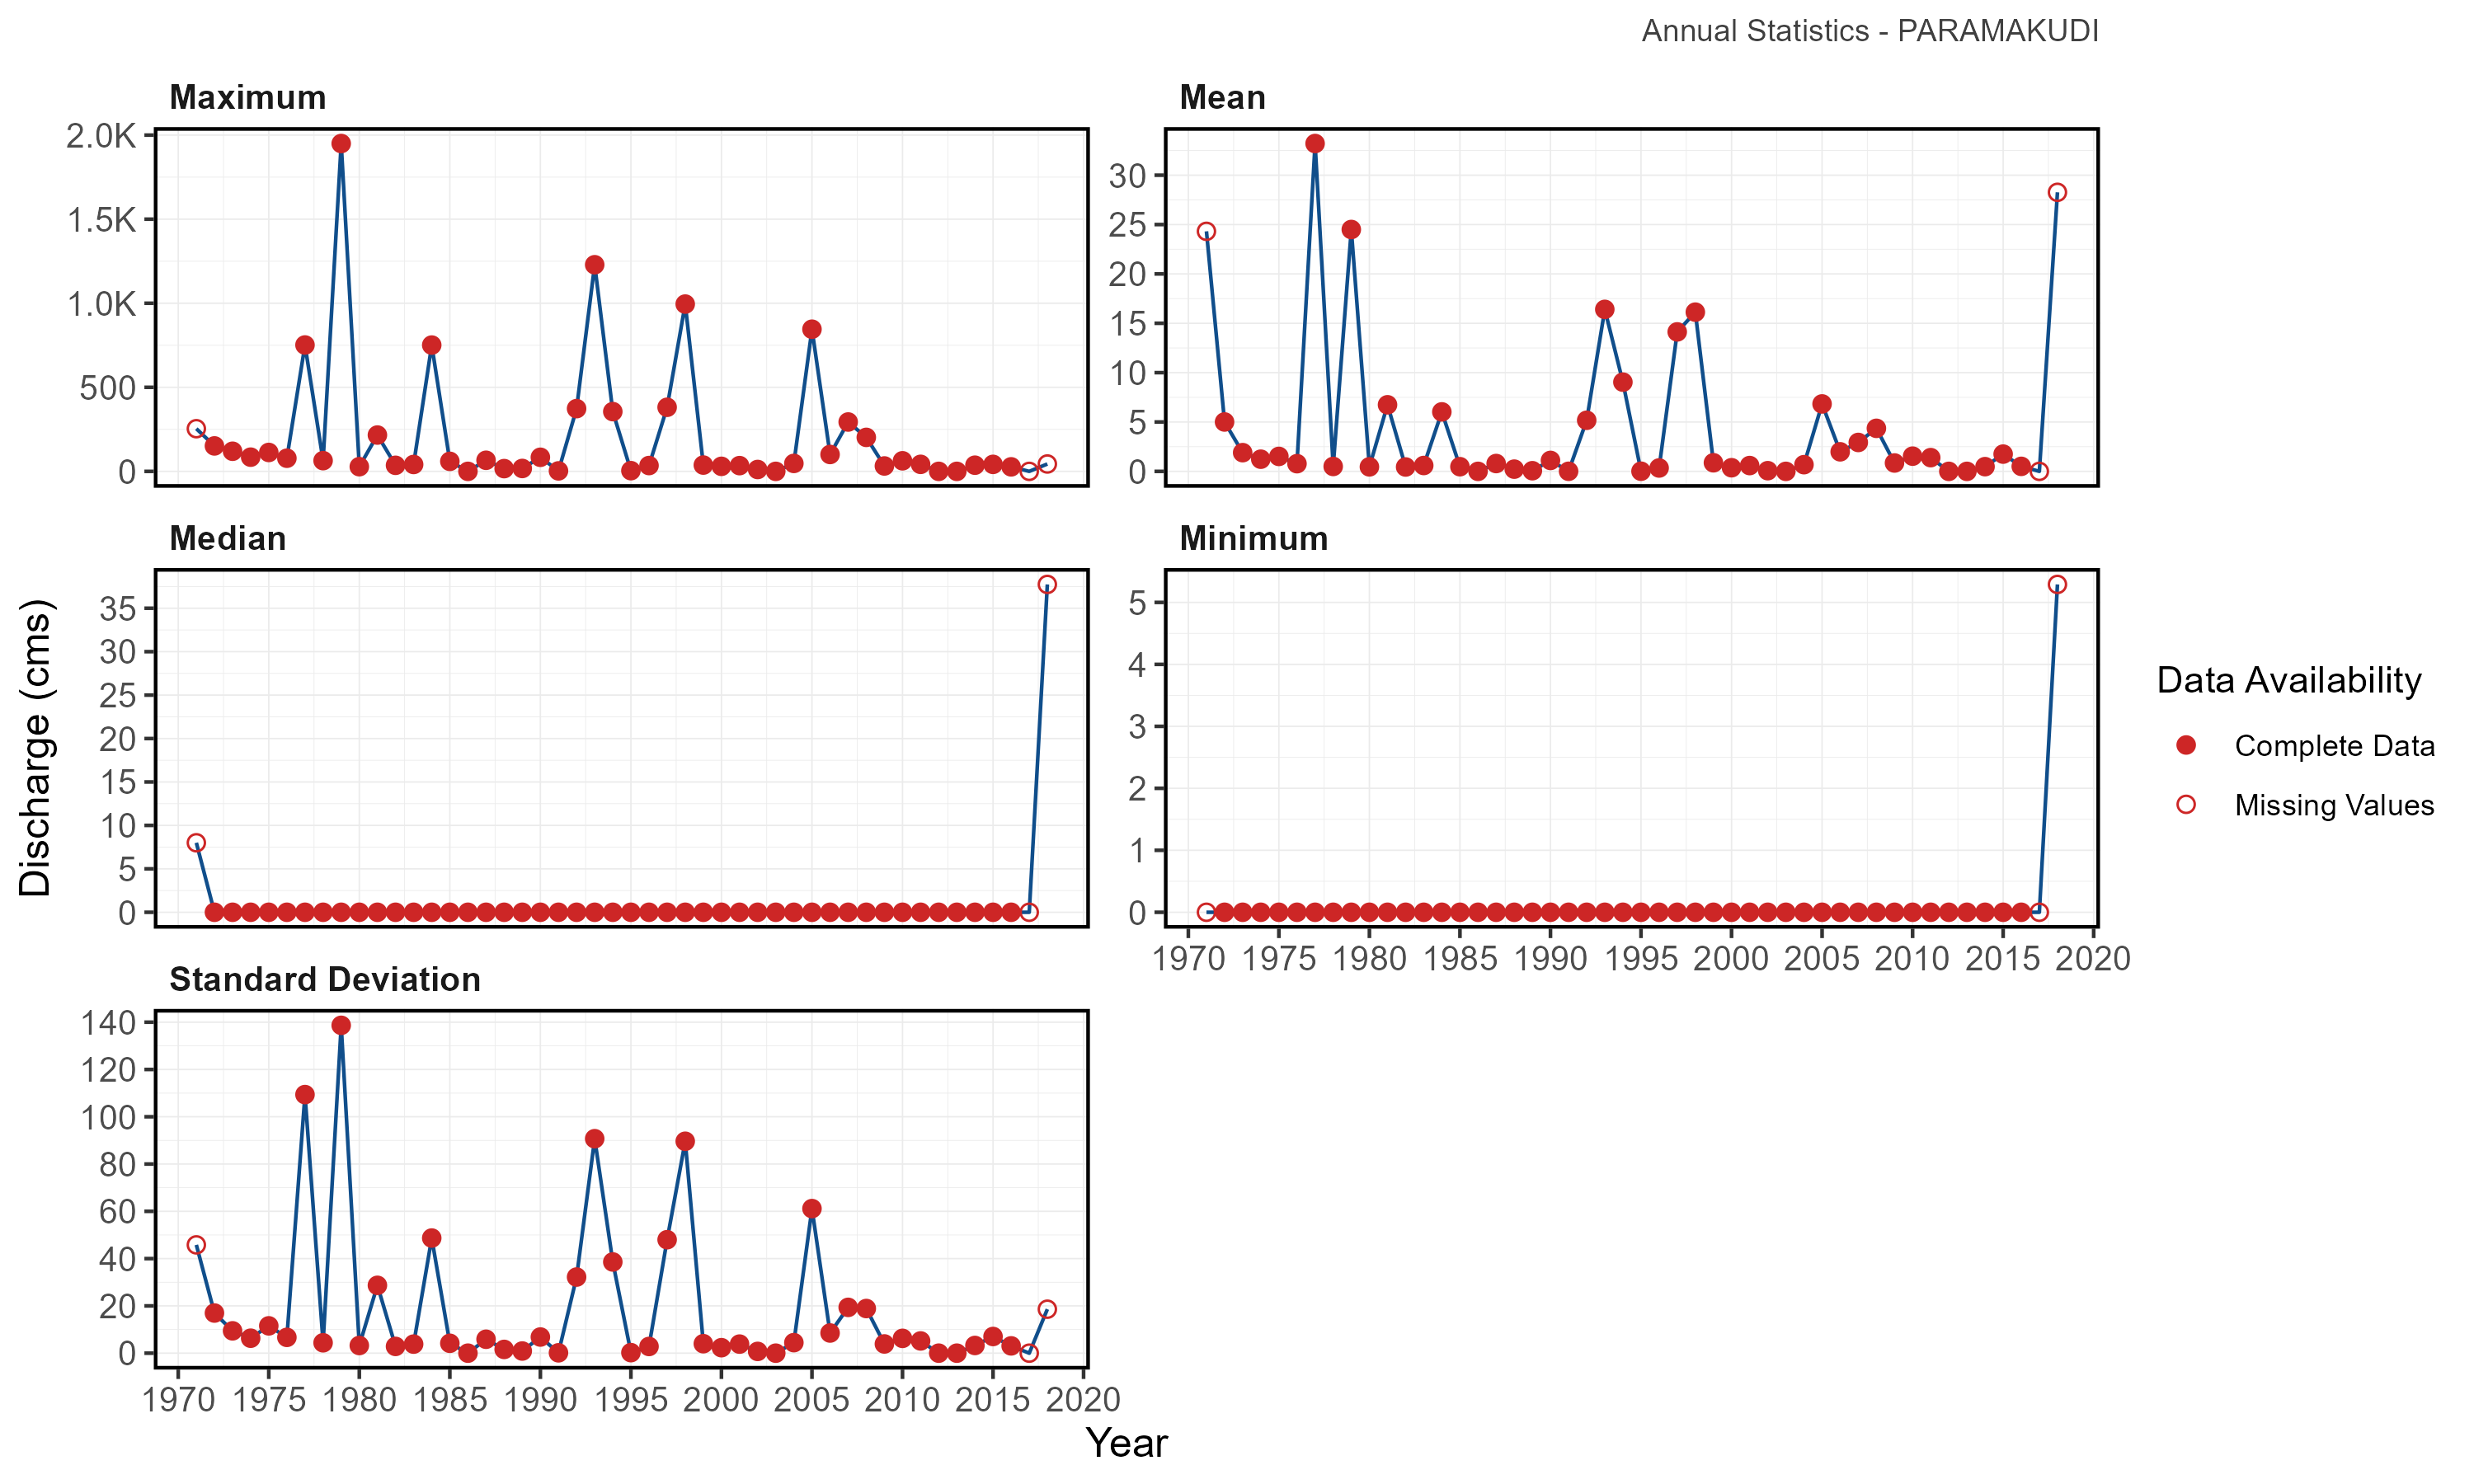 Annual Statistics - PARAMAKUDI
Maximum
2.0K
1.5K
1.0K
500
0
Mean
30
25
20
15
10
5
0
Median
35
30
25
20
15
10
5
0
Minimum
5
4
3
2
1
0
1970 1975 1980 1985 1990 1995 2000 2005 2010 2015 2020
Standard Deviation
140
120
100
80
60
40
20
0
1970 1975 1980 1985 1990 1995 2000 2005 2010 2015 2020
Discharge (cms)
Year
Data Availability
Complete Data
Missing Values